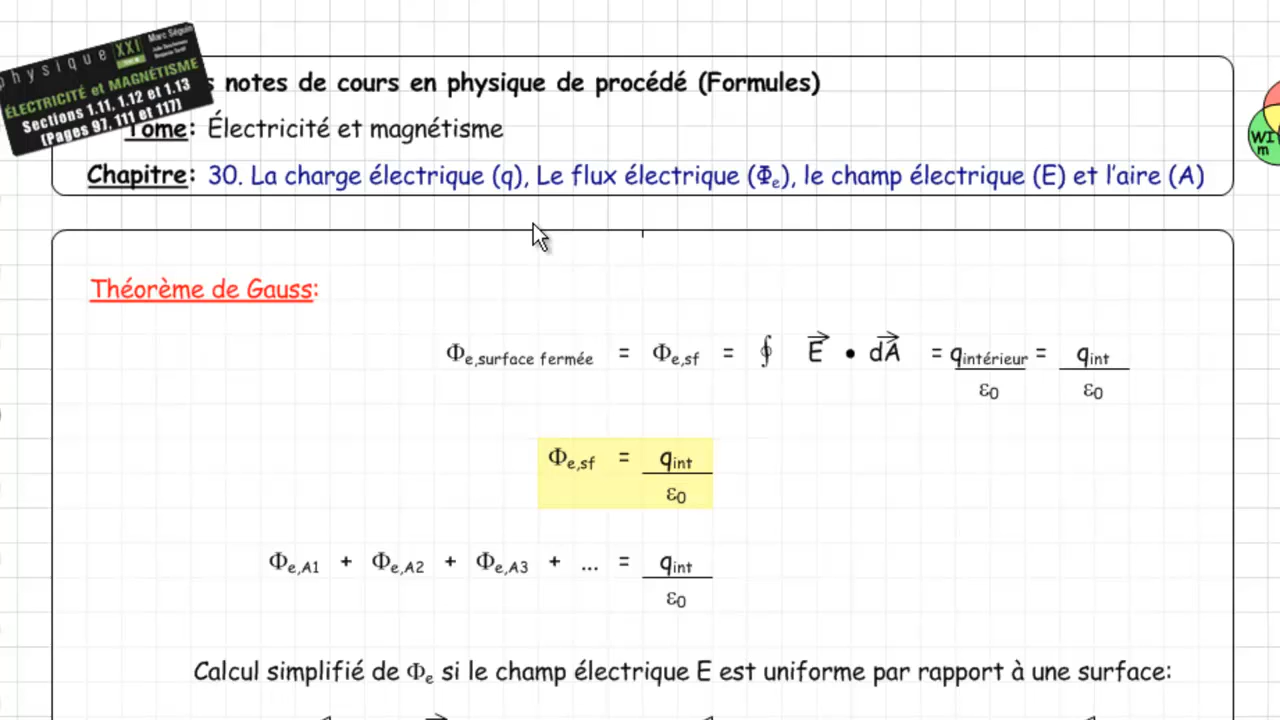 physique XXI
Marc Séguin
ÉLECTRICITÉ et MAGNÉTISME
Sections 1.11, 1.12 et 1.13
(Pages 97, 111 et 117)
s notes de cours en physique de procédé (Formules)
Tome: Électricité et magnétisme
Chapitre: 30. La charge électrique (q), Le flux électrique (Φe), le champ électrique (E) et l'aire (A)
WI
m
Théorème de Gauss:
Φe,surface fermée = Φe,sf = ∮ E⃗ • dA⃗ = qintérieur = qint
ε0 ε0
Φe,sf = qint
ε0
Φe,A1 + Φe,A2 + Φe,A3 + ... = qint
ε0
Calcul simplifié de Φe si le champ électrique E est uniforme par rapport à une surface: